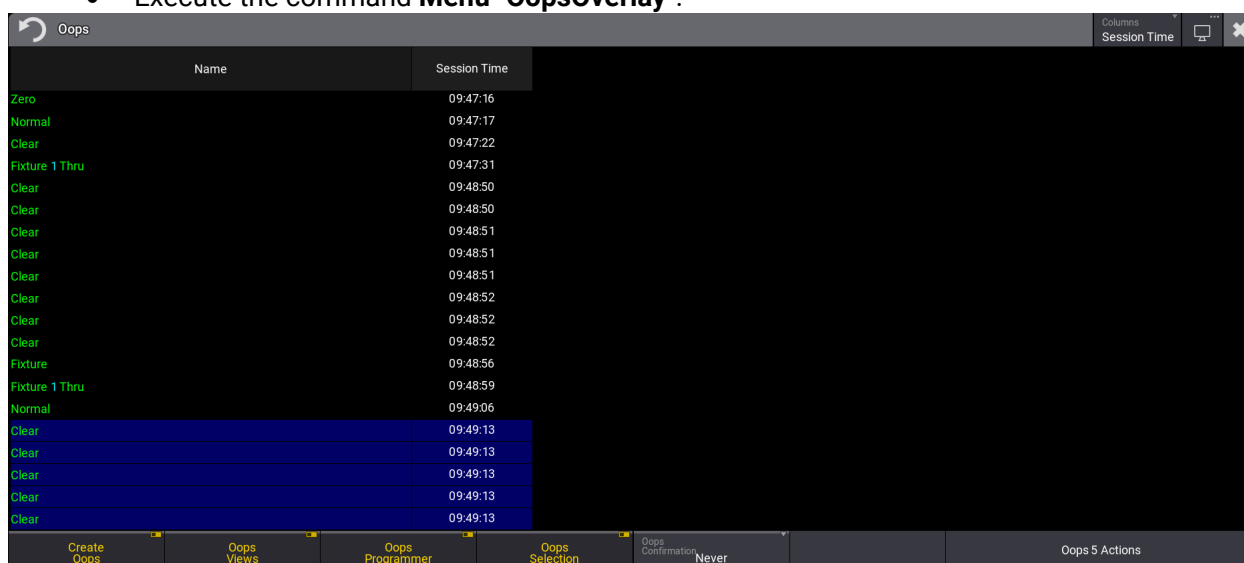 Execute the command Menu "OopsOverlay".
Oops
Columns
Session Time
Name Session Time
Zero 09:47:16
Normal 09:47:17
Clear 09:47:22
Fixture 1 Thru 09:47:31
Clear 09:48:50
Clear 09:48:50
Clear 09:48:51
Clear 09:48:51
Clear 09:48:51
Clear 09:48:52
Clear 09:48:52
Clear 09:48:52
Fixture 09:48:56
Fixture 1 Thru 09:48:59
Normal 09:49:06
Clear 09:49:13
Clear 09:49:13
Clear 09:49:13
Clear 09:49:13
Clear 09:49:13
Create
Oops
Oops
Views
Oops
Programmer
Oops
Selection
Oops
Confirmation
Never
Oops 5 Actions